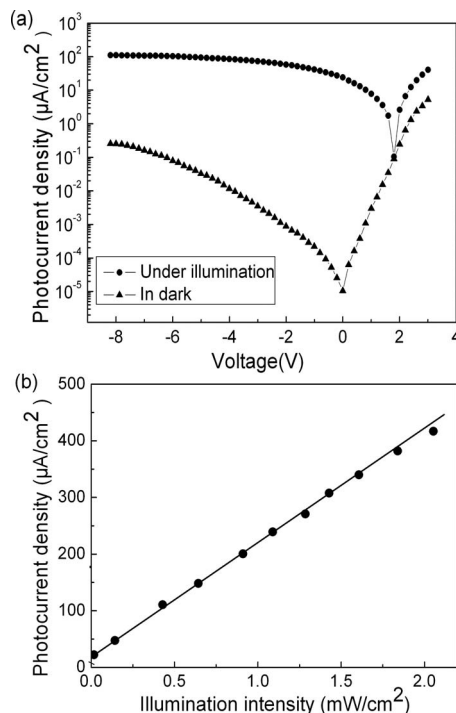 (a)
Photocurrent density (μA/cm²)
10³
10²
10¹
10⁰
10⁻¹
10⁻²
10⁻³
10⁻⁴
10⁻⁵
Under illumination
In dark
-8 -6 -4 -2 0 2 4
Voltage(V)
(b)
Photocurrent density (μA/cm²)
500
400
300
200
100
0
0.0 0.5 1.0 1.5 2.0
Illumination intensity (mW/cm²)